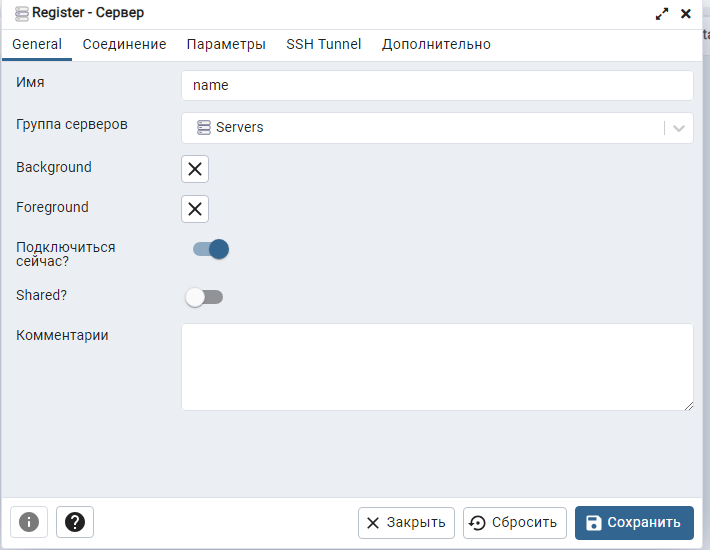 Register - Сервер
General Соединение Параметры SSH Tunnel Дополнительно
Имя name
Группа серверов Servers
Background
Foreground
Подключиться
сейчас?
Shared?
Комментарии
Закрыть Сбросить Сохранить